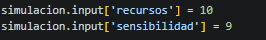 simulacion.input['recursos'] = 10
simulacion.input['sensibilidad'] = 9